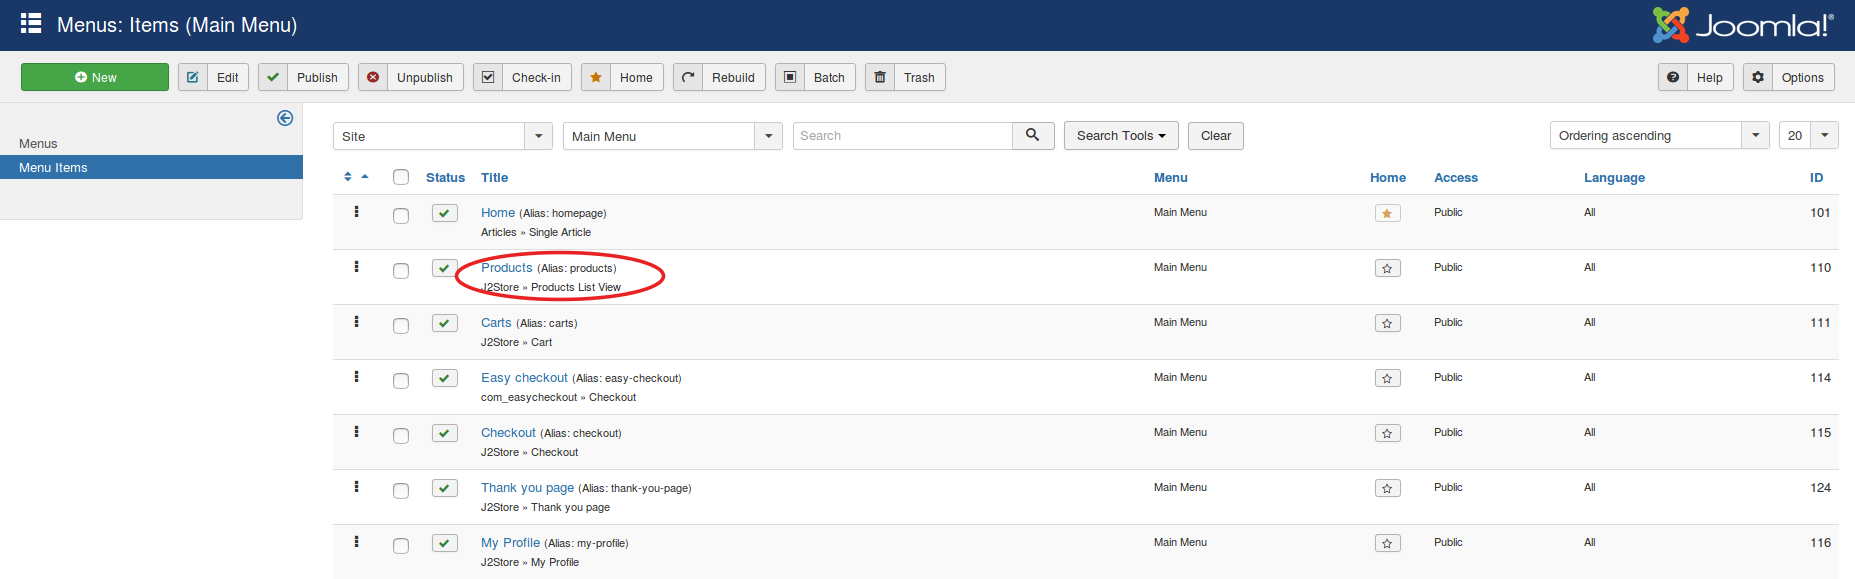 Menus: Items (Main Menu)
Joomla!®
New Edit Publish Unpublish Check-in Home Rebuild Batch Trash Help Options
Menus
Menu Items
Site Main Menu Search Search Tools Clear Ordering ascending 20
Status Title Menu Home Access Language ID
Home (Alias: homepage) Main Menu Public All 101
Articles » Single Article
Products (Alias: products) Main Menu Public All 110
J2Store » Products List View
Carts (Alias: carts) Main Menu Public All 111
J2Store » Cart
Easy checkout (Alias: easy-checkout) Main Menu Public All 114
com_easycheckout » Checkout
Checkout (Alias: checkout) Main Menu Public All 115
J2Store » Checkout
Thank you page (Alias: thank-you-page) Main Menu Public All 124
J2Store » Thank you page
My Profile (Alias: my-profile) Main Menu Public All 116
J2Store » My Profile